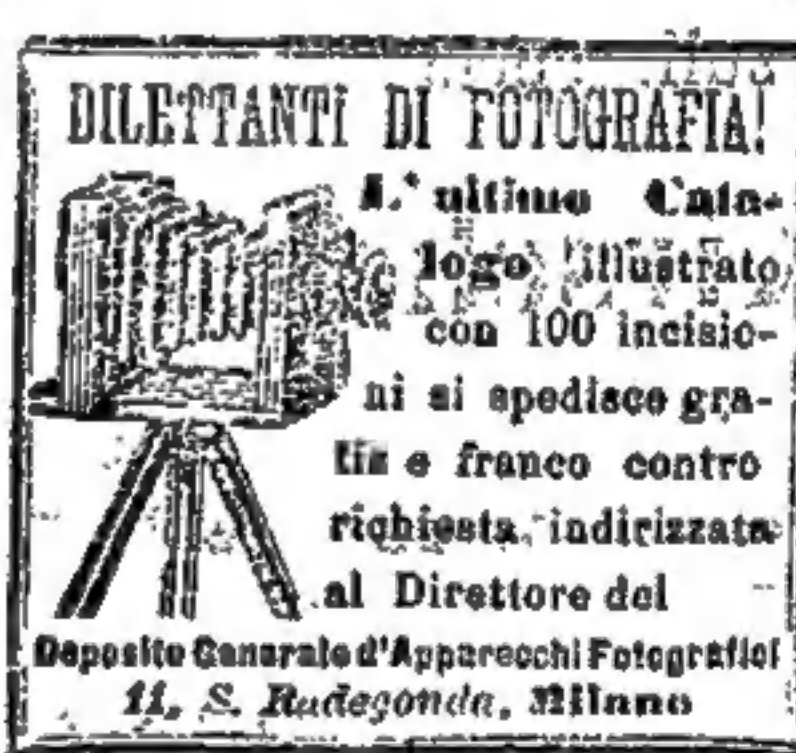 DILETTANTI DI FOTOGRAFIA!
L'ultimo Cata-
logo illustrato
con 100 incisio-
ni si spedisce gra-
tis e franco contro
richiesta indirizzata
al Direttore del
Deposito Generale d'Apparecchi Fotografici
11, S. Radegonda, Milano